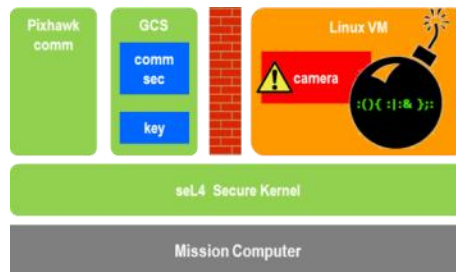 Pixhawk
comm
GCS
comm
sec
key
Linux VM
camera
:(){ :|:& };:
seL4 Secure Kernel
Mission Computer